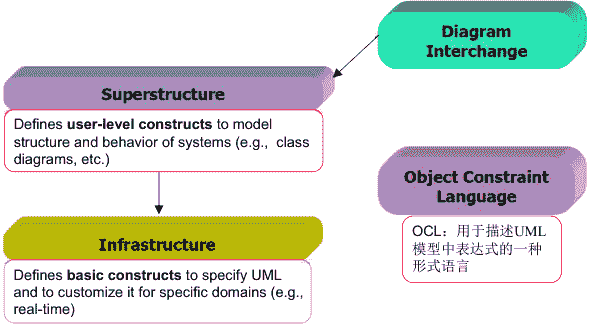 Diagram
Interchange
Superstructure
Defines user-level constructs to model
structure and behavior of systems (e.g., class
diagrams, etc.)
Object Constraint
Language
OCL：用于描述UML
模型中表达式的一种
形式语言
Infrastructure
Defines basic constructs to specify UML
and to customize it for specific domains (e.g.,
real-time)